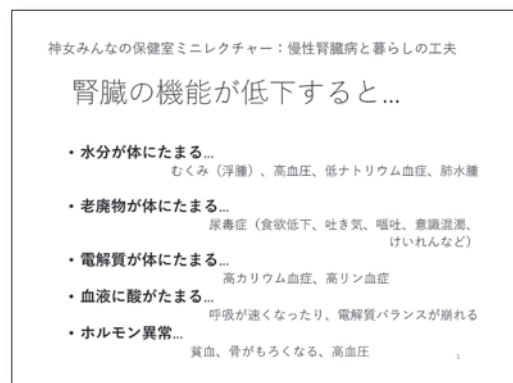 神女みんなの保健室ミニレクチャー：慢性腎臓病と暮らしの工夫
腎臓の機能が低下すると...
・水分が体にたまる...
むくみ（浮腫）、高血圧、低ナトリウム血症、肺水腫
・老廃物が体にたまる...
尿毒症（食欲低下、吐き気、嘔吐、意識混濁、
けいれんなど）
・電解質が体にたまる...
高カリウム血症、高リン血症
・血液に酸がたまる...
呼吸が速くなったり、電解質バランスが崩れる
・ホルモン異常...
貧血、骨がもろくなる、高血圧
1